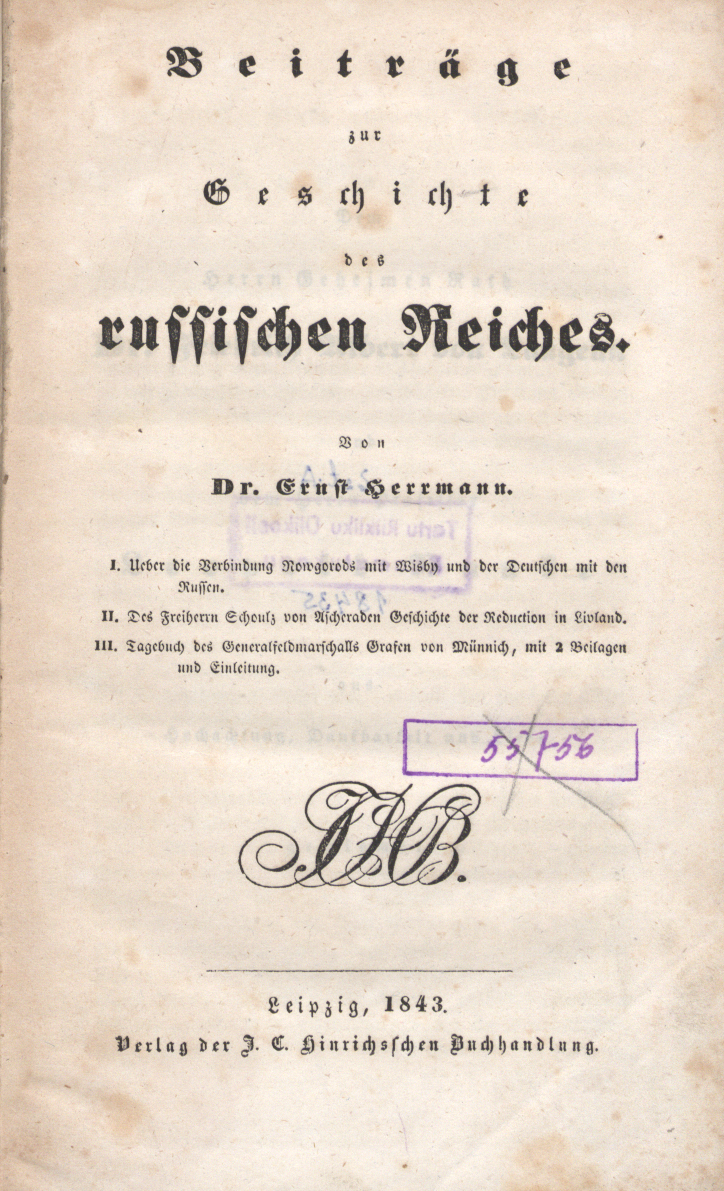 Beiträge
zur
Geschichte
des
russischen Reiches.
Von
Dr. Ernst Herrmann.
I. Ueber die Verbindung Nowgorods mit Wisby und der Deutschen mit den
Russen.
II. Des Freiherrn Schoulz von Ascheraden Geschichte der Reduction in Livland.
III. Tagebuch des Generalfeldmarschalls Grafen von Münnich, mit 2 Beilagen
und Einleitung.
55756
JHB.
Leipzig, 1843.
Verlag der J. C. Hinrichsschen Buchhandlung.